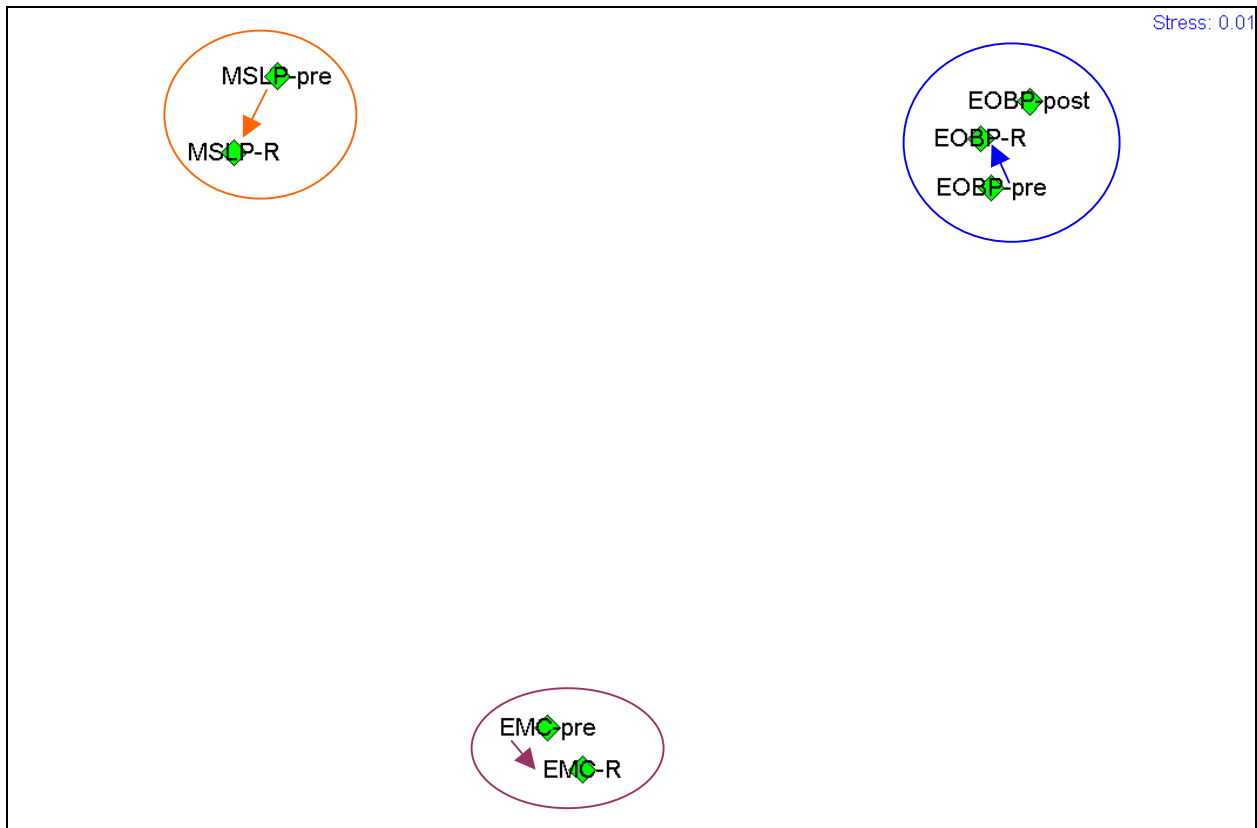 Stress: 0.01
MSLP-pre
MSLP-R
EOBP-post
EOBP-R
EOBP-pre
EMC-pre
EMC-R